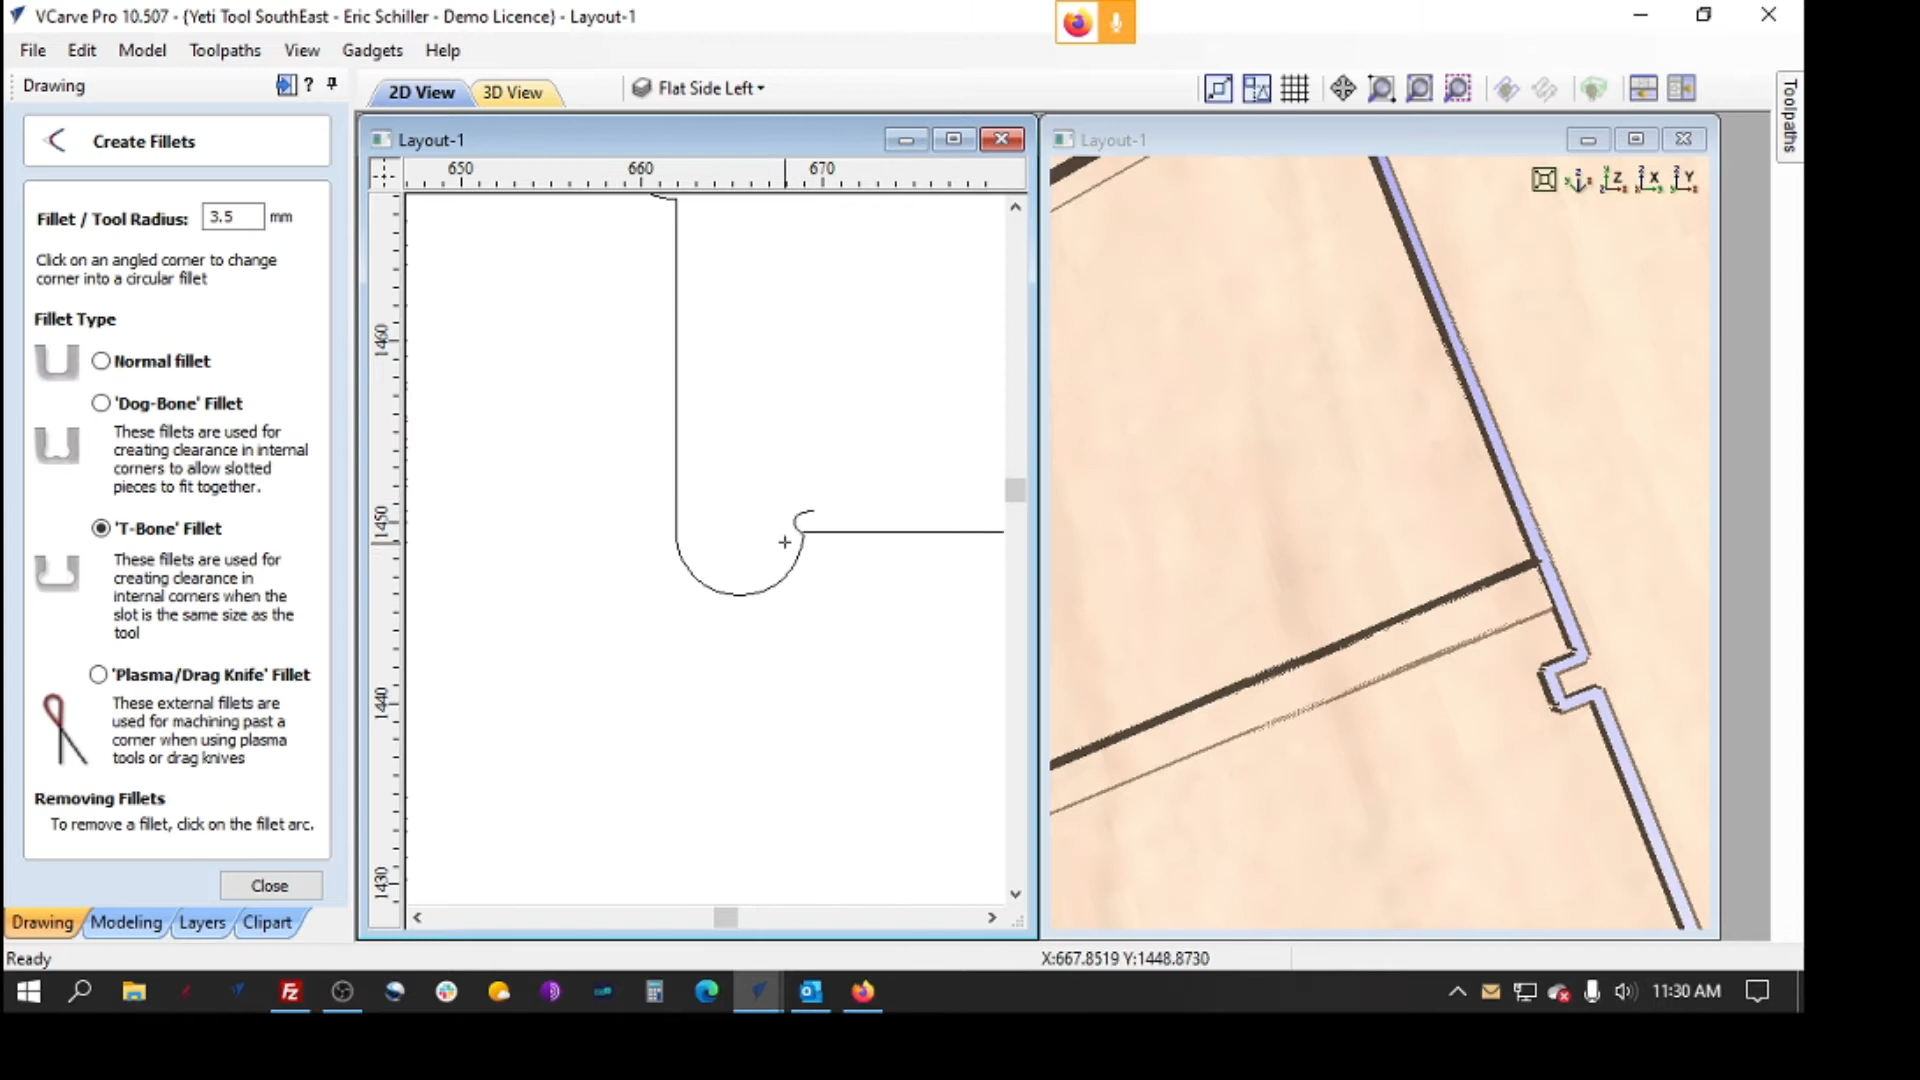 VCarve Pro 10.507 - {Yeti Tool SouthEast - Eric Schiller - Demo Licence} - Layout-1
File Edit Model Toolpaths View Gadgets Help
Drawing
?
Create Fillets
Fillet / Tool Radius: 3.5 mm
Click on an angled corner to change
corner into a circular fillet
Fillet Type
Normal fillet
'Dog-Bone' Fillet
These fillets are used for
creating clearance in internal
corners to allow slotted
pieces to fit together.
'T-Bone' Fillet
These fillets are used for
creating clearance in
internal corners when the
slot is the same size as the
tool
'Plasma/Drag Knife' Fillet
These external fillets are
used for machining past a
corner when using plasma
tools or drag knives
Removing Fillets
To remove a fillet, click on the fillet arc.
Close
Drawing Modeling Layers Clipart
2D View 3D View
Flat Side Left
Layout-1
650 660 670
1460
1450
1440
1430
Layout-1
Toolpaths
Ready
X:667.8519 Y:1448.8730
11:30 AM